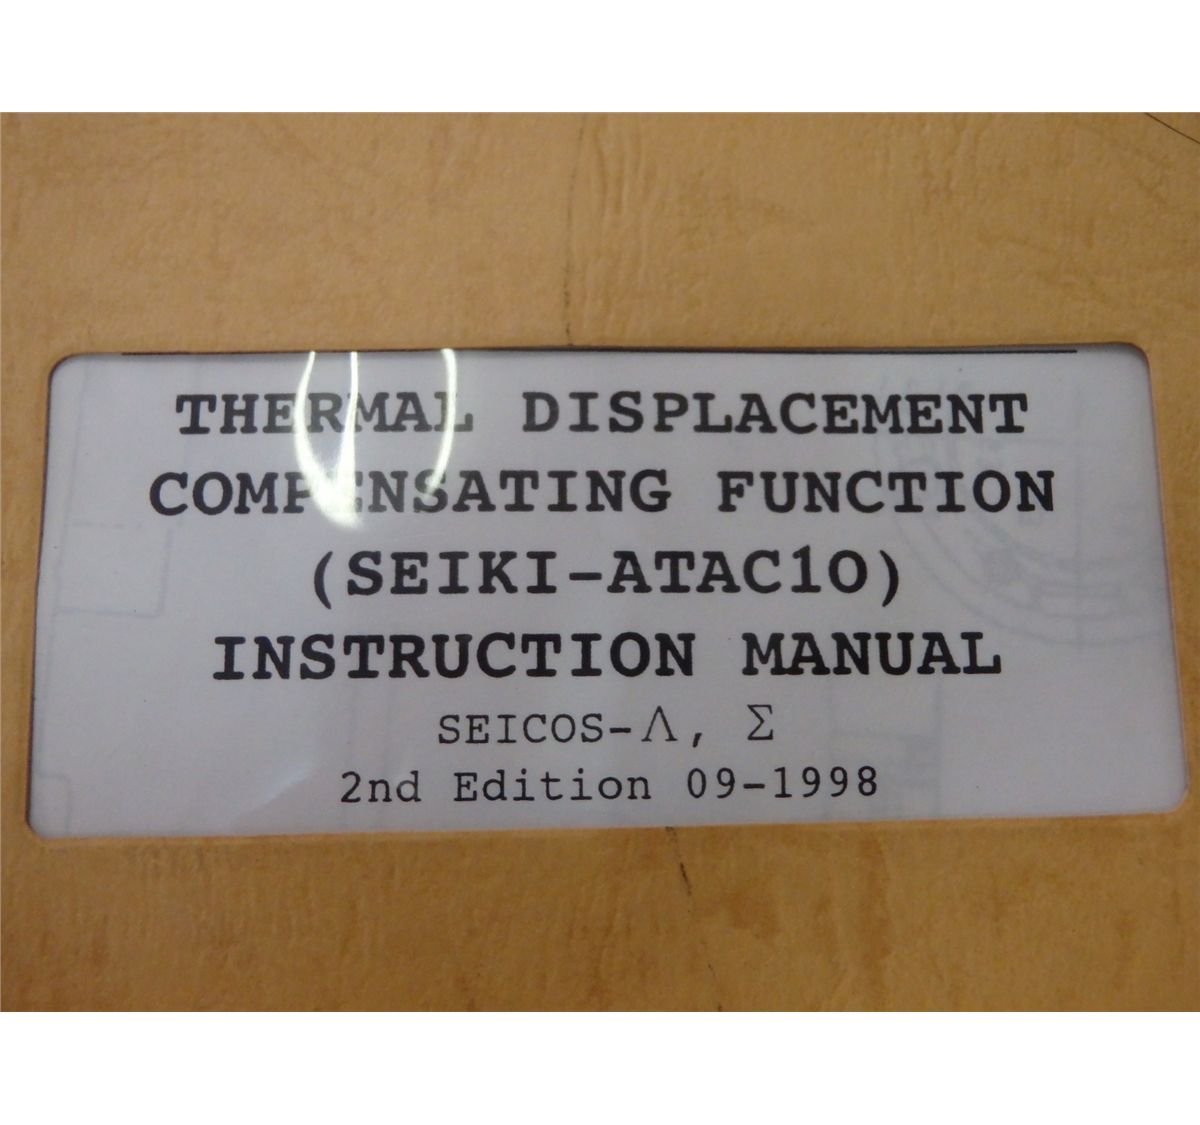 THERMAL DISPLACEMENT
COMPENSATING FUNCTION
(SEIKI-ATAC10)
INSTRUCTION MANUAL
SEICOS-Λ, Σ
2nd Edition 09-1998